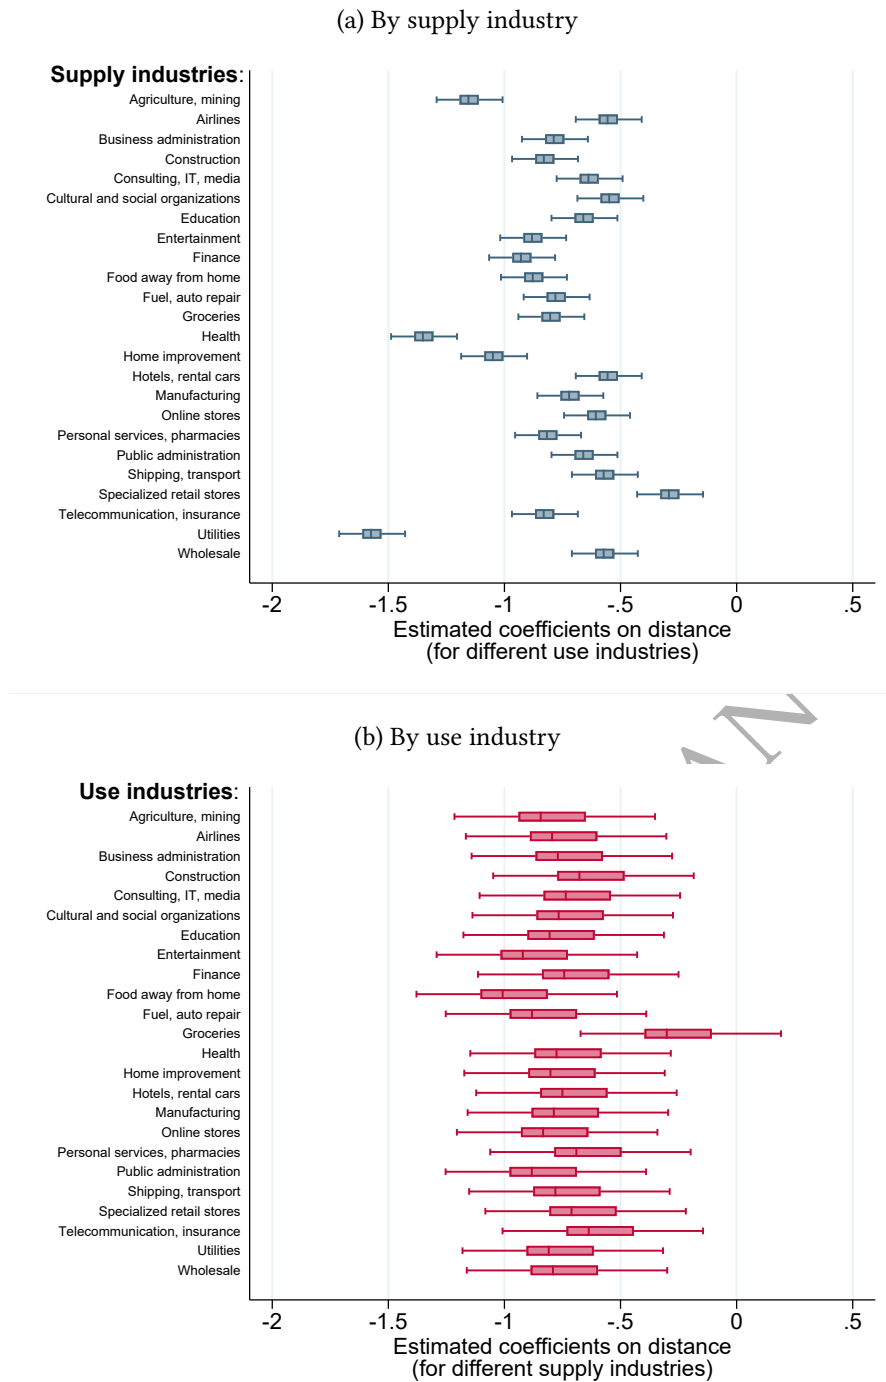 (a) By supply industry
Supply industries:
Agriculture, mining
Airlines
Business administration
Construction
Consulting, IT, media
Cultural and social organizations
Education
Entertainment
Finance
Food away from home
Fuel, auto repair
Groceries
Health
Home improvement
Hotels, rental cars
Manufacturing
Online stores
Personal services, pharmacies
Public administration
Shipping, transport
Specialized retail stores
Telecommunication, insurance
Utilities
Wholesale
-2 -1.5 -1 -.5 0 .5
Estimated coefficients on distance
(for different use industries)
(b) By use industry
Use industries:
Agriculture, mining
Airlines
Business administration
Construction
Consulting, IT, media
Cultural and social organizations
Education
Entertainment
Finance
Food away from home
Fuel, auto repair
Groceries
Health
Home improvement
Hotels, rental cars
Manufacturing
Online stores
Personal services, pharmacies
Public administration
Shipping, transport
Specialized retail stores
Telecommunication, insurance
Utilities
Wholesale
-2 -1.5 -1 -.5 0 .5
Estimated coefficients on distance
(for different supply industries)